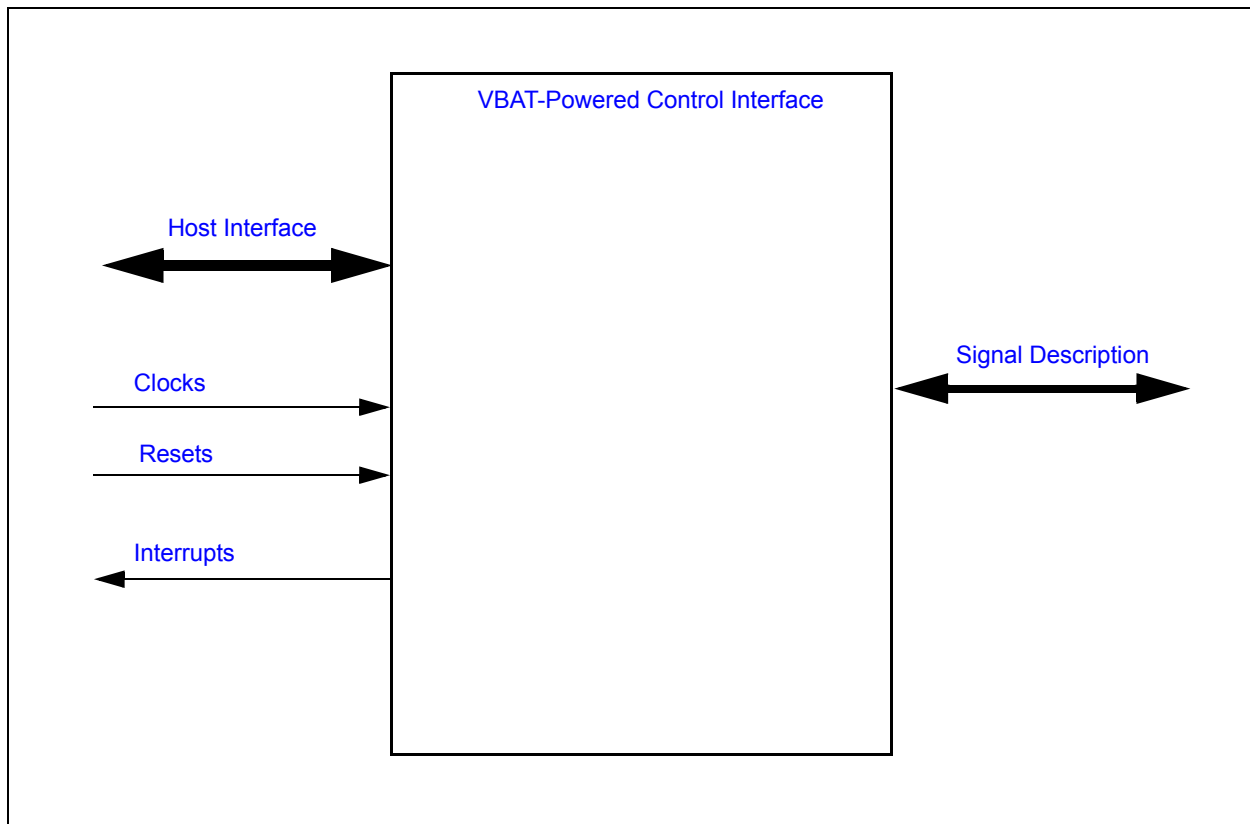 VBAT-Powered Control Interface
Host Interface
Signal Description
Clocks
Resets
Interrupts